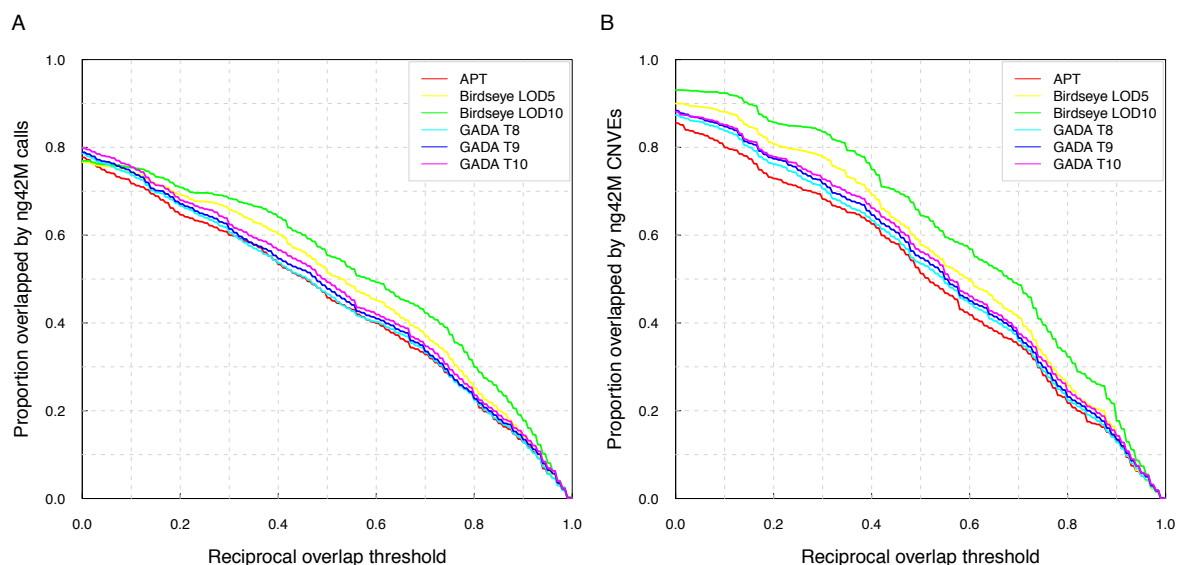 A
Proportion overlapped by ng42M calls
1.0
0.8
0.6
0.4
0.2
0.0
APT
Birdseye LOD5
Birdseye LOD10
GADA T8
GADA T9
GADA T10
0.0 0.2 0.4 0.6 0.8 1.0
Reciprocal overlap threshold
B
Proportion overlapped by ng42M CNVEs
1.0
0.8
0.6
0.4
0.2
0.0
APT
Birdseye LOD5
Birdseye LOD10
GADA T8
GADA T9
GADA T10
0.0 0.2 0.4 0.6 0.8 1.0
Reciprocal overlap threshold